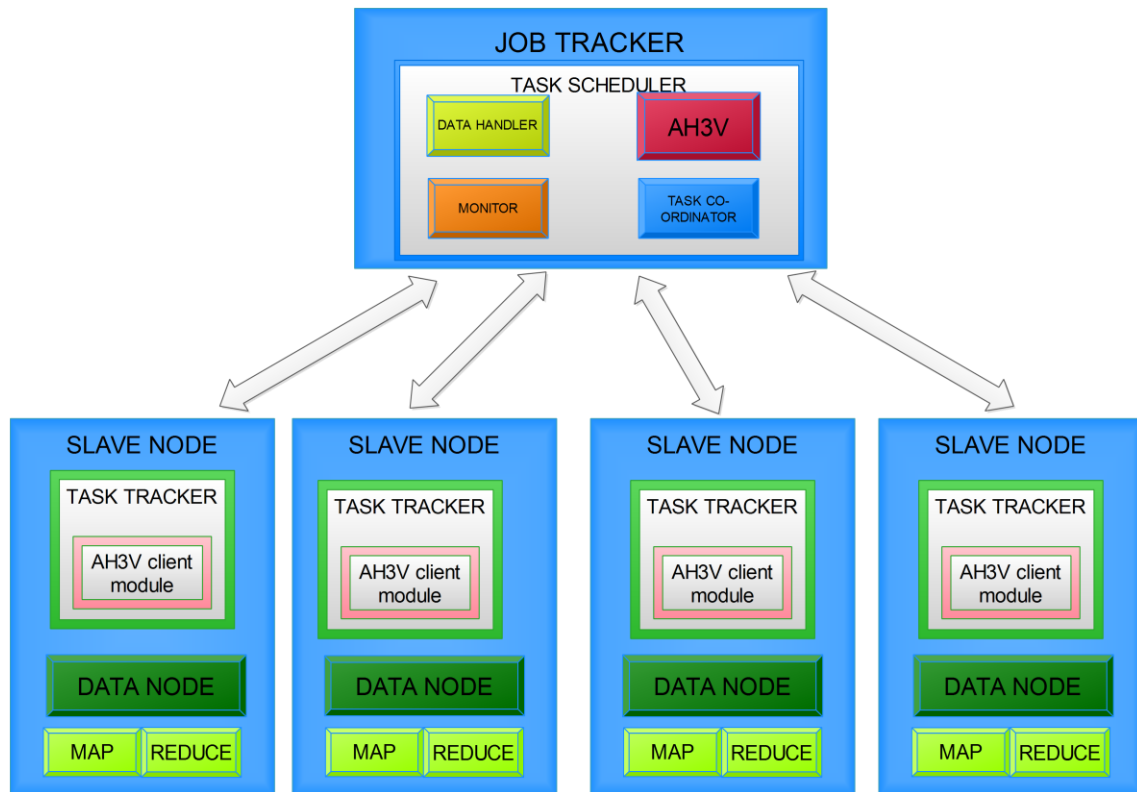 JOB TRACKER
TASK SCHEDULER
DATA HANDLER
AH3V
MONITOR
TASK CO-
ORDINATOR
SLAVE NODE
TASK TRACKER
AH3V client
module
DATA NODE
MAP
REDUCE
SLAVE NODE
TASK TRACKER
AH3V client
module
DATA NODE
MAP
REDUCE
SLAVE NODE
TASK TRACKER
AH3V client
module
DATA NODE
MAP
REDUCE
SLAVE NODE
TASK TRACKER
AH3V client
module
DATA NODE
MAP
REDUCE